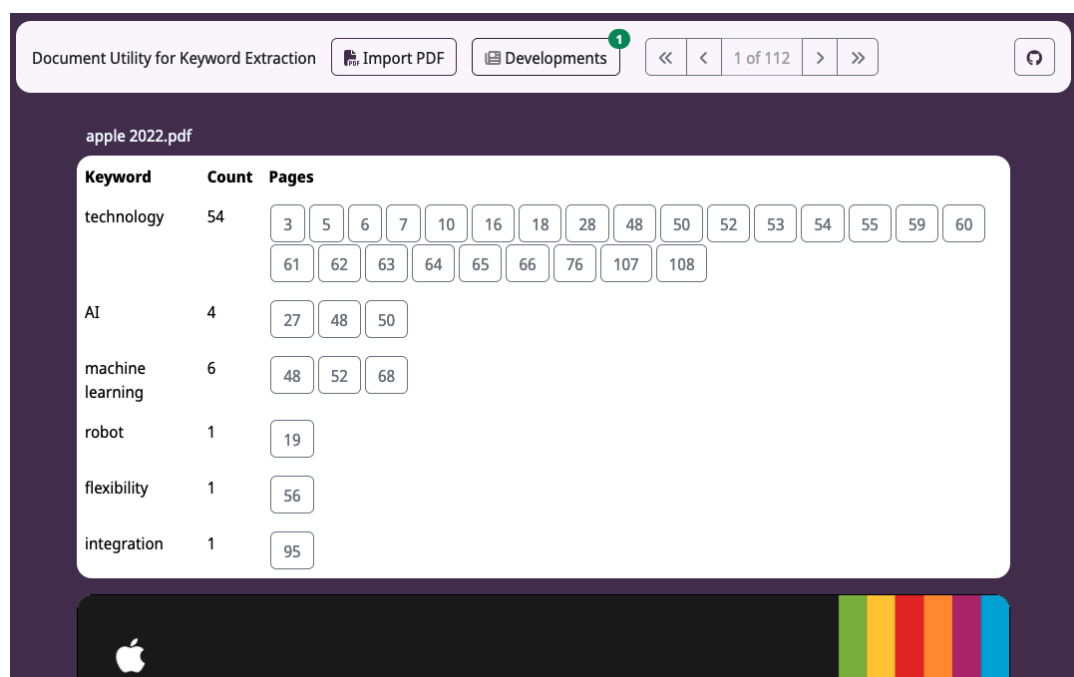 Document Utility for Keyword Extraction PDF Import PDF Developments 1 1 of 112
apple 2022.pdf
Keyword Count Pages
technology 54 3 5 6 7 10 16 18 28 48 50 52 53 54 55 59 60
61 62 63 64 65 66 76 107 108
AI 4 27 48 50
machine 6 48 52 68
learning
robot 1 19
flexibility 1 56
integration 1 95